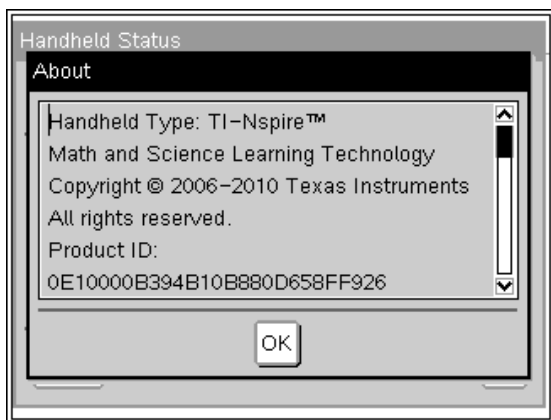 Handheld Status
About
Handheld Type: TI-Nspire™
Math and Science Learning Technology
Copyright © 2006-2010 Texas Instruments
All rights reserved.
Product ID:
0E10000B394B10B880D658FF926
OK